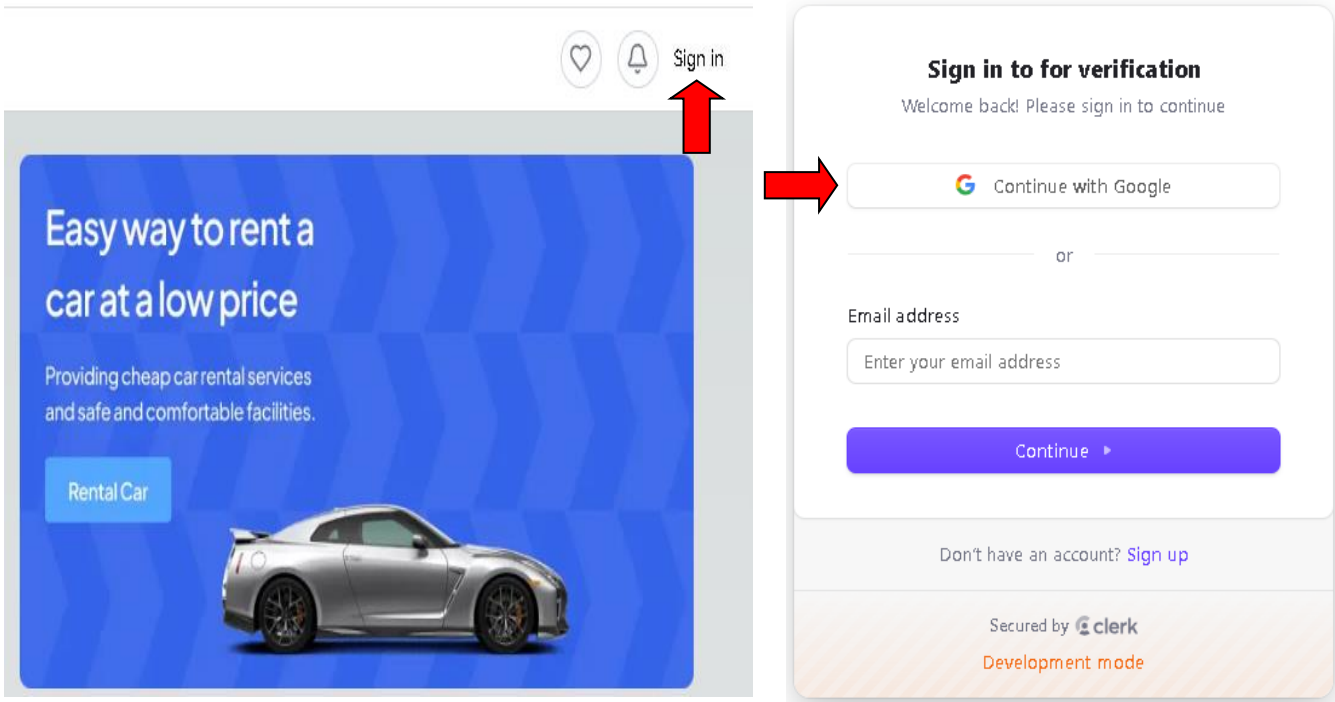 Sign in
Easy way to rent a
car at a low price
Providing cheap car rental services
and safe and comfortable facilities.
Rental Car
Sign in to for verification
Welcome back! Please sign in to continue
Continue with Google
or
Email address
Enter your email address
Continue
Don't have an account? Sign up
Secured by clerk
Development mode